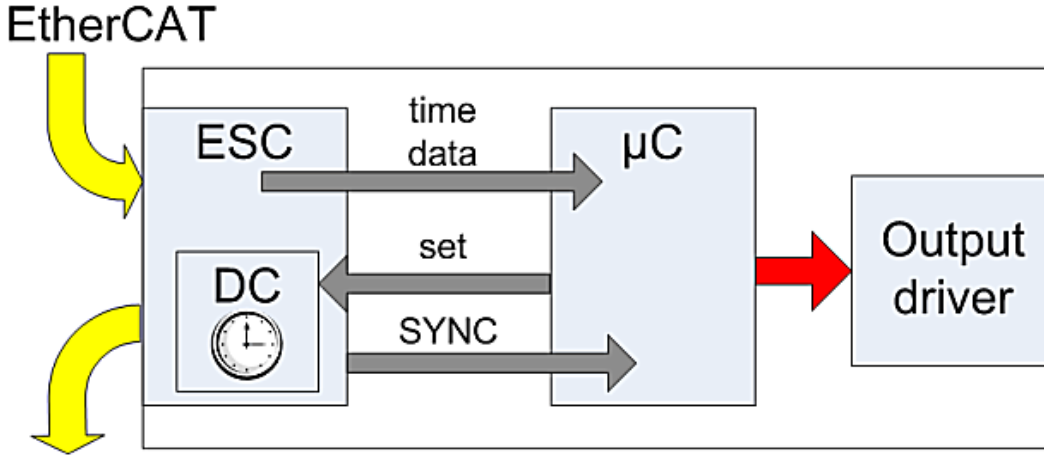 EtherCAT
ESC
time
data
µC
set
DC
SYNC
Output
driver